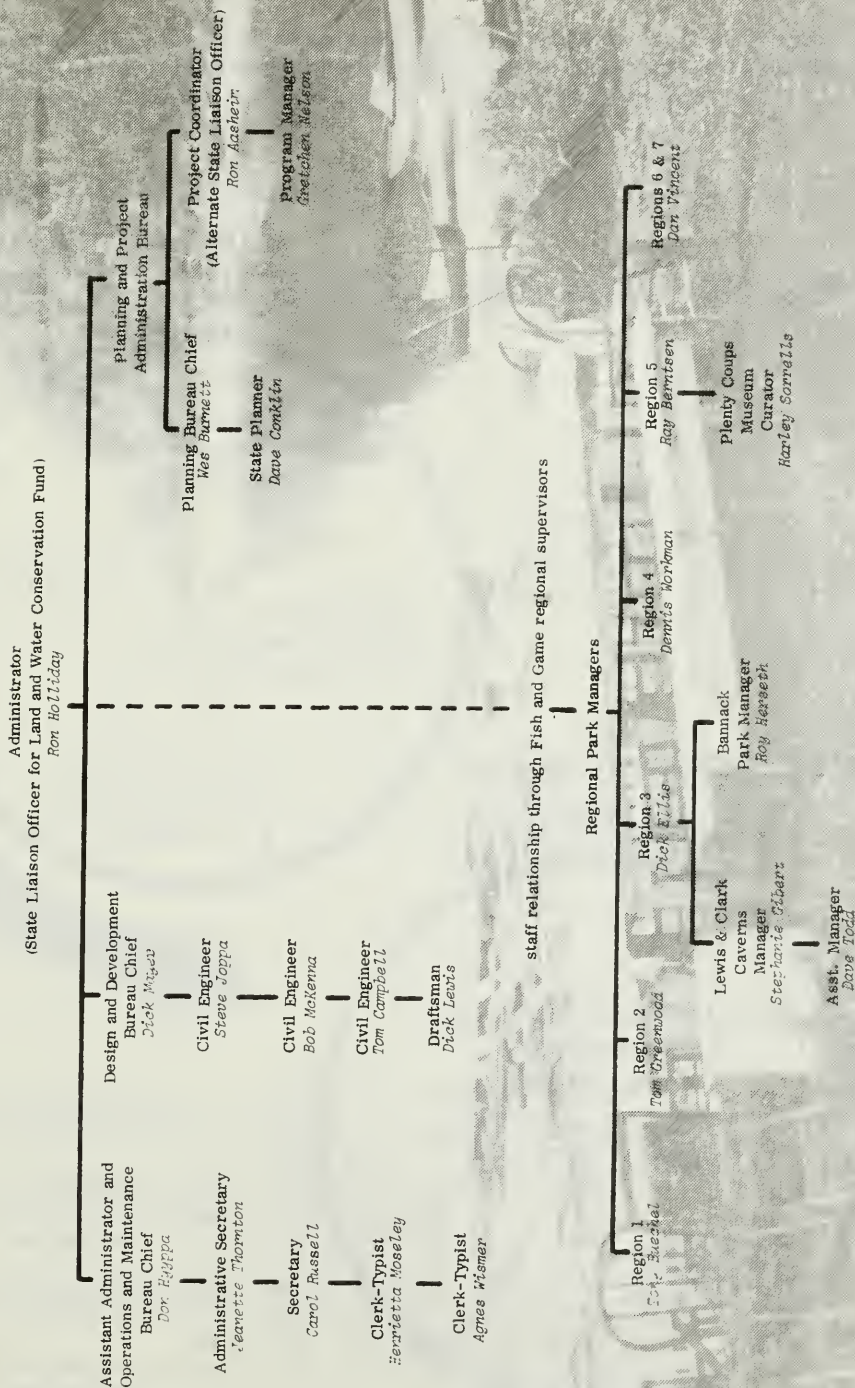 Administrator
(State Liaison Officer for Land and Water Conservation Fund)
Ron Holliday
Assistant Administrator and
Operations and Maintenance
Bureau Chief
Don Hyyppa
Administrative Secretary
Jeanette Thornton
Secretary
Carol Russell
Clerk-Typist
Henrietta Moseley
Clerk-Typist
Agnes Wismer
Design and Development
Bureau Chief
Dick
Civil Engineer
Steve Joppa
Civil Engineer
Bob McKenna
Civil Engineer
Tom Campbell
Draftsman
Dick Lewis
Planning and Project
Administration Bureau
Planning Bureau Chief
Wes Burnett
State Planner
Dave Conklin
Project Coordinator
(Alternate State Liaison Officer)
Ron Aasheim
Program Manager
Gretchen Nelson
staff relationship through Fish and Game regional supervisors
Regional Park Managers
Region 1
Region 2
Tom Greenwood
Region 3
Dick Ellis
Lewis & Clark
Caverns
Manager
Stephanie Gibert
Asst. Manager
Dave Todd
Bannack
Park Manager
Roy Herseth
Region 4
Dennis Workman
Region 5
Ray Berntsen
Plenty Coups
Museum
Curator
Harley Sorrells
Regions 6 & 7
Dan Vincent